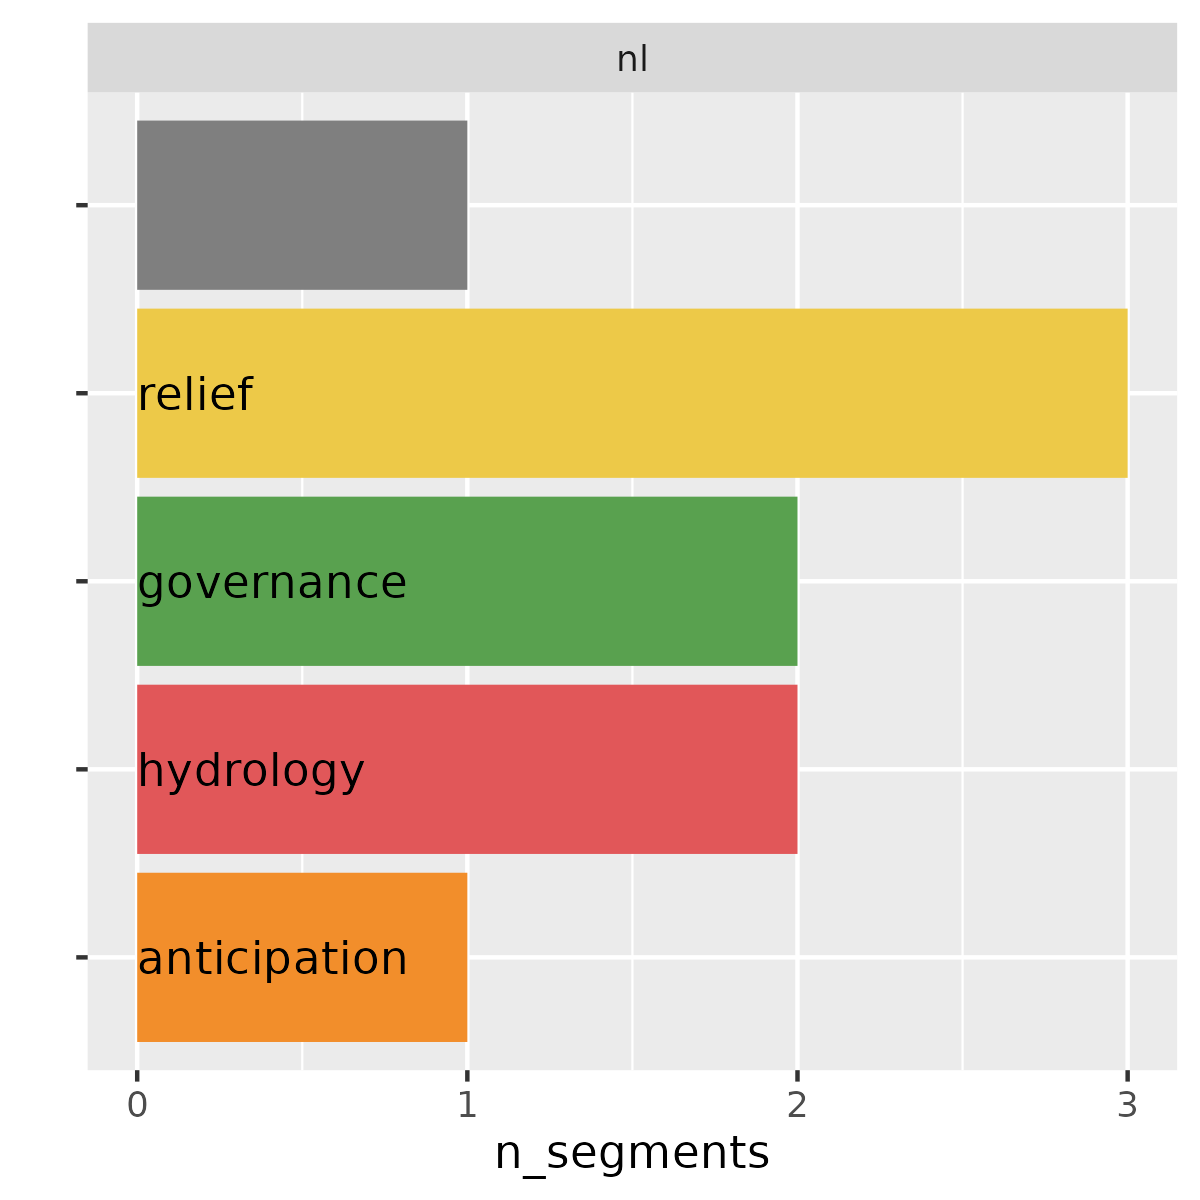 nl
relief
governance
hydrology
anticipation
0 1 2 3
n_segments